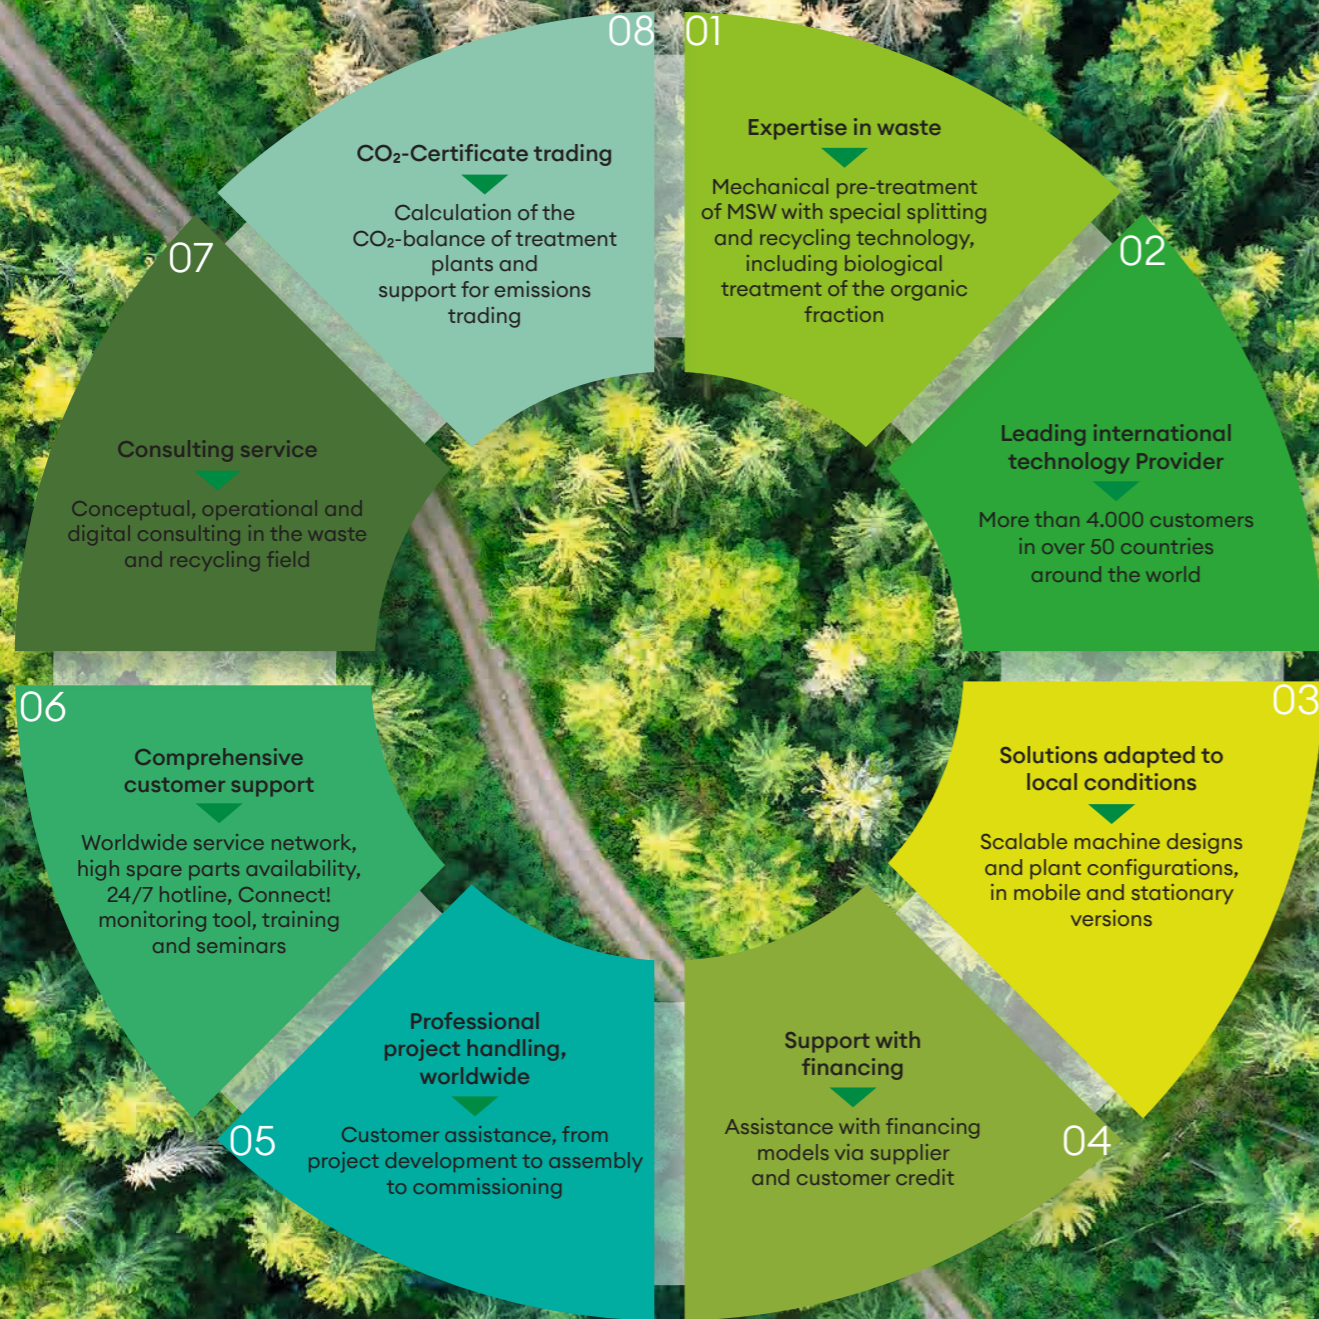 01
Expertise in waste
Mechanical pre-treatment
of MSW with special splitting
and recycling technology,
including biological
treatment of the organic
fraction
02
Leading international
technology Provider
More than 4.000 customers
in over 50 countries
around the world
03
Solutions adapted to
local conditions
Scalable machine designs
and plant configurations,
in mobile and stationary
versions
04
Support with
financing
Assistance with financing
models via supplier
and customer credit
05
Professional
project handling,
worldwide
Customer assistance, from
project development to assembly
to commissioning
06
Comprehensive
customer support
Worldwide service network,
high spare parts availability,
24/7 hotline, Connect!
monitoring tool, training
and seminars
07
Consulting service
Conceptual, operational and
digital consulting in the waste
and recycling field
08
CO₂-Certificate trading
Calculation of the
CO₂-balance of treatment
plants and
support for emissions
trading